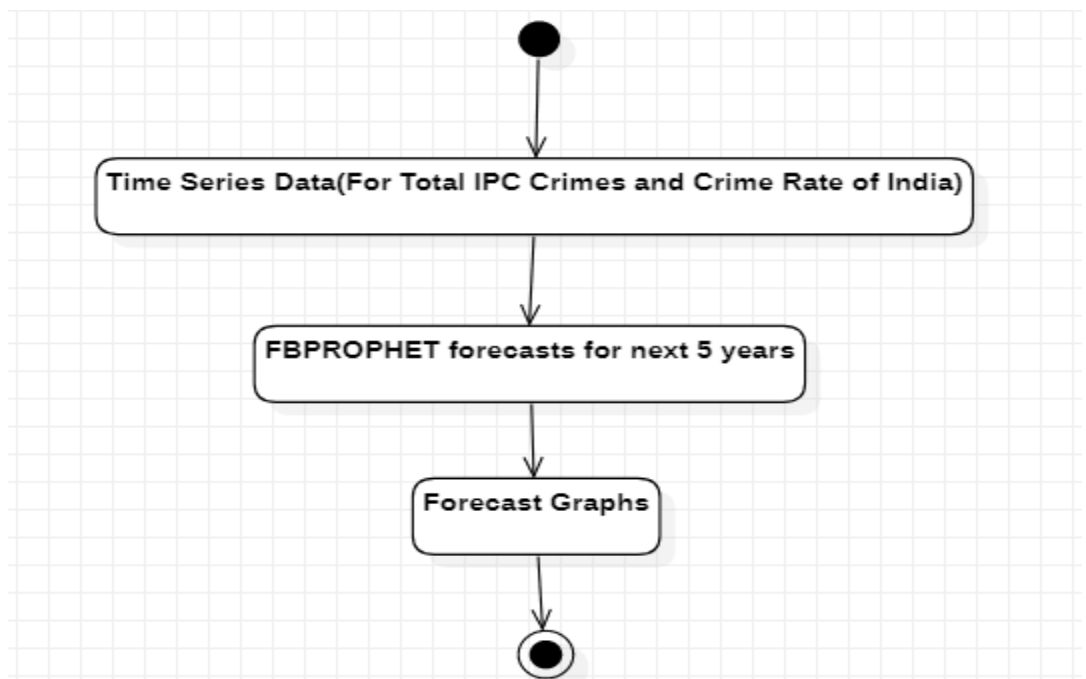 Time Series Data(For Total IPC Crimes and Crime Rate of India)
FBPROPHET forecasts for next 5 years
Forecast Graphs